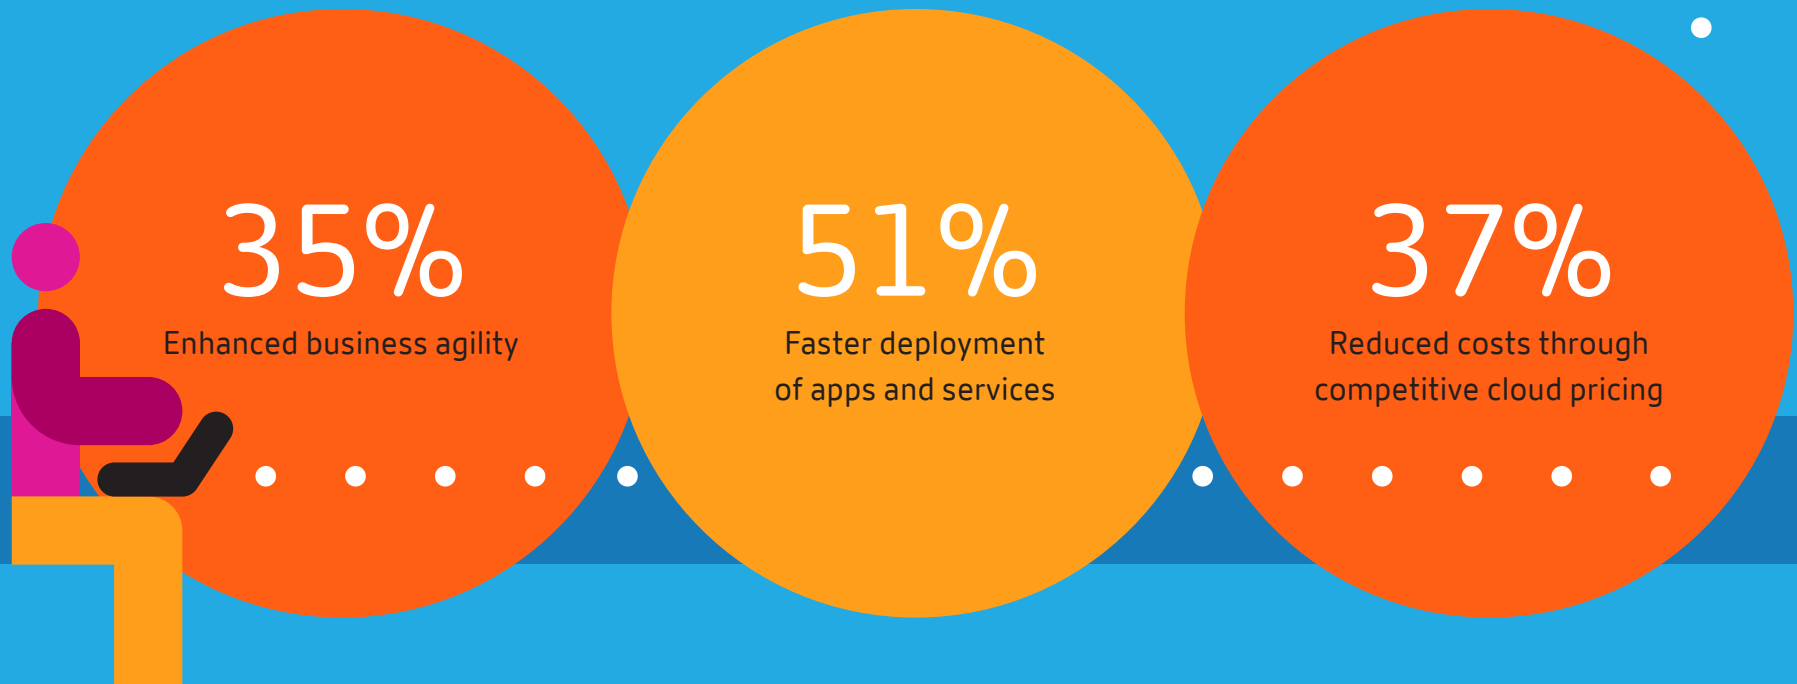 35%
Enhanced business agility
51%
Faster deployment
of apps and services
37%
Reduced costs through
competitive cloud pricing